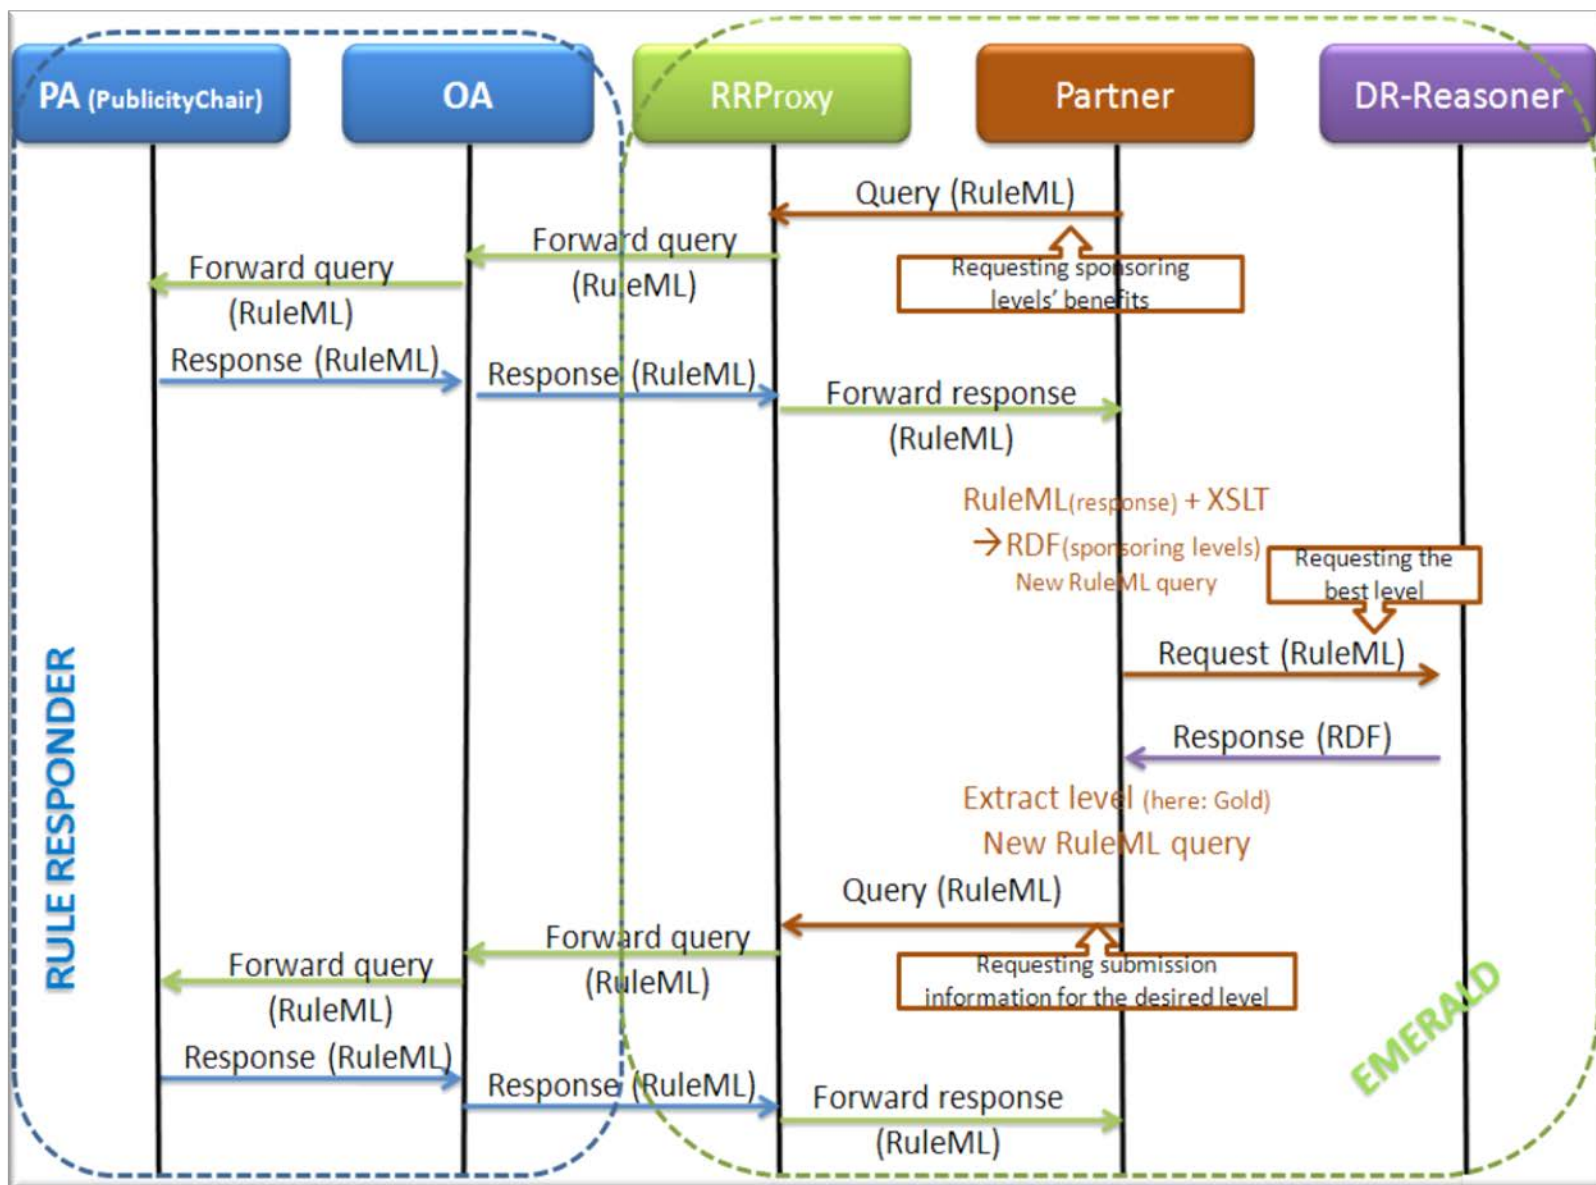 PA (PublicityChair)
OA
RRProxy
Partner
DR-Reasoner
Query (RuleML)
Forward query
(RuleML)
Forward query
(RuleML)
Requesting sponsoring
levels' benefits
Response (RuleML)
Response (RuleML)
Forward response
(RuleML)
RuleML(response) + XSLT
→RDF(sponsoring levels)
New RuleML query
Requesting the
best level
Request (RuleML)
Response (RDF)
Extract level (here: Gold)
New RuleML query
Query (RuleML)
Forward query
(RuleML)
Forward query
(RuleML)
Requesting submission
information for the desired level
Response (RuleML)
Response (RuleML)
Forward response
(RuleML)
RULE RESPONDER
EMERALD